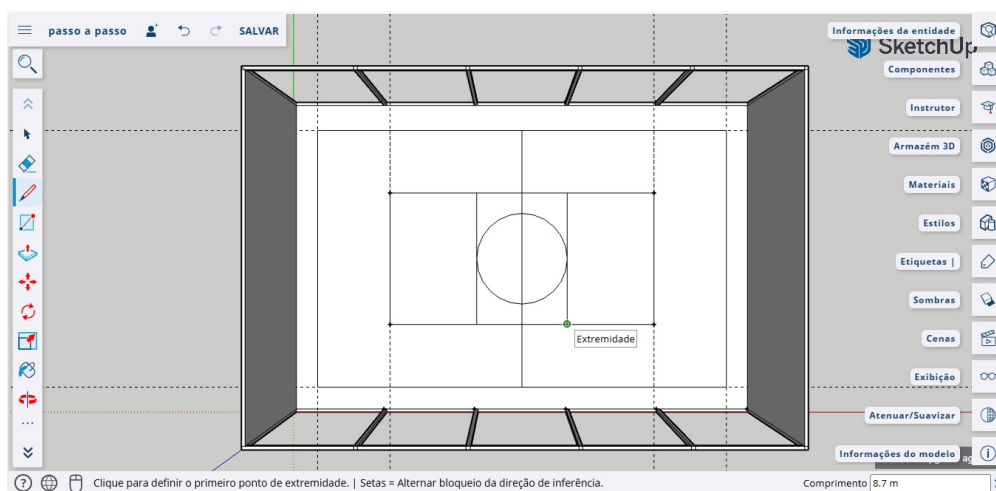 passo a passo
SALVAR
Informações da entidade
SketchUp
Componentes
Instrutor
Armazém 3D
Materiais
Estilos
Etiquetas |
Sombras
Cenas
Extremidade
Exibição
Atenuar/Suavizar
Informações do modelo
Clique para definir o primeiro ponto de extremidade. | Setas = Alternar bloqueio da direção de inferência.
Comprimento 8.7 m